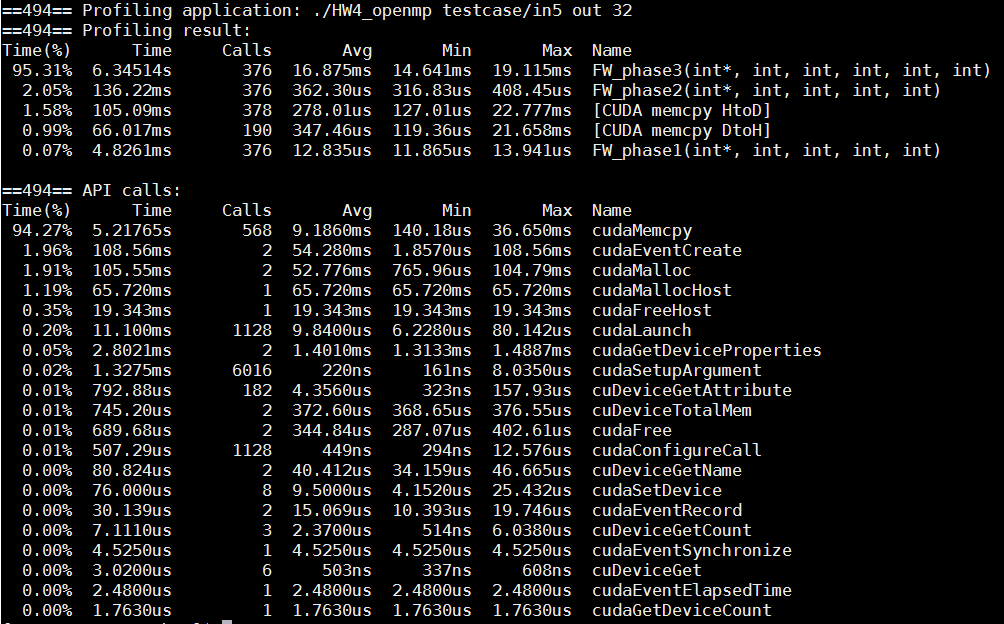 ==494== Profiling application: ./HW4_openmp testcase/in5 out 32
==494== Profiling result:
Time(%)      Time     Calls       Avg       Min       Max  Name
 95.31%  6.34514s       376  16.875ms  14.641ms  19.115ms  FW_phase3(int*, int, int, int, int, int)
  2.05%  136.22ms       376  362.30us  316.83us  408.45us  FW_phase2(int*, int, int, int, int)
  1.58%  105.09ms       378  278.01us  127.01us  22.777ms  [CUDA memcpy HtoD]
  0.99%  66.017ms       190  347.46us  119.36us  21.658ms  [CUDA memcpy DtoH]
  0.07%  4.8261ms       376  12.835us  11.865us  13.941us  FW_phase1(int*, int, int, int, int)
==494== API calls:
Time(%)      Time     Calls       Avg       Min       Max  Name
 94.27%  5.21765s       568  9.1860ms  140.18us  36.650ms  cudaMemcpy
  1.96%  108.56ms         2  54.280ms  1.8570us  108.56ms  cudaEventCreate
  1.91%  105.55ms         2  52.776ms  765.96us  104.79ms  cudaMalloc
  1.19%  65.720ms         1  65.720ms  65.720ms  65.720ms  cudaMallocHost
  0.35%  19.343ms         1  19.343ms  19.343ms  19.343ms  cudaFreeHost
  0.20%  11.100ms      1128  9.8400us  6.2280us  80.142us  cudaLaunch
  0.05%  2.8021ms         2  1.4010ms  1.3133ms  1.4887ms  cudaGetDeviceProperties
  0.02%  1.3275ms      6016     220ns     161ns  8.0350us  cudaSetupArgument
  0.01%  792.88us       182  4.3560us     323ns  157.93us  cuDeviceGetAttribute
  0.01%  745.20us         2  372.60us  368.65us  376.55us  cuDeviceTotalMem
  0.01%  689.68us         2  344.84us  287.07us  402.61us  cudaFree
  0.01%  507.29us      1128     449ns     294ns  12.576us  cudaConfigureCall
  0.00%  80.824us         2  40.412us  34.159us  46.665us  cuDeviceGetName
  0.00%  76.000us         8  9.5000us  4.1520us  25.432us  cudaSetDevice
  0.00%  30.139us         2  15.069us  10.393us  19.746us  cudaEventRecord
  0.00%  7.1110us         3  2.3700us     514ns  6.0380us  cuDeviceGetCount
  0.00%  4.5250us         1  4.5250us  4.5250us  4.5250us  cudaEventSynchronize
  0.00%  3.0200us         6     503ns     337ns     608ns  cuDeviceGet
  0.00%  2.4800us         1  2.4800us  2.4800us  2.4800us  cudaEventElapsedTime
  0.00%  1.7630us         1  1.7630us  1.7630us  1.7630us  cudaGetDeviceCount